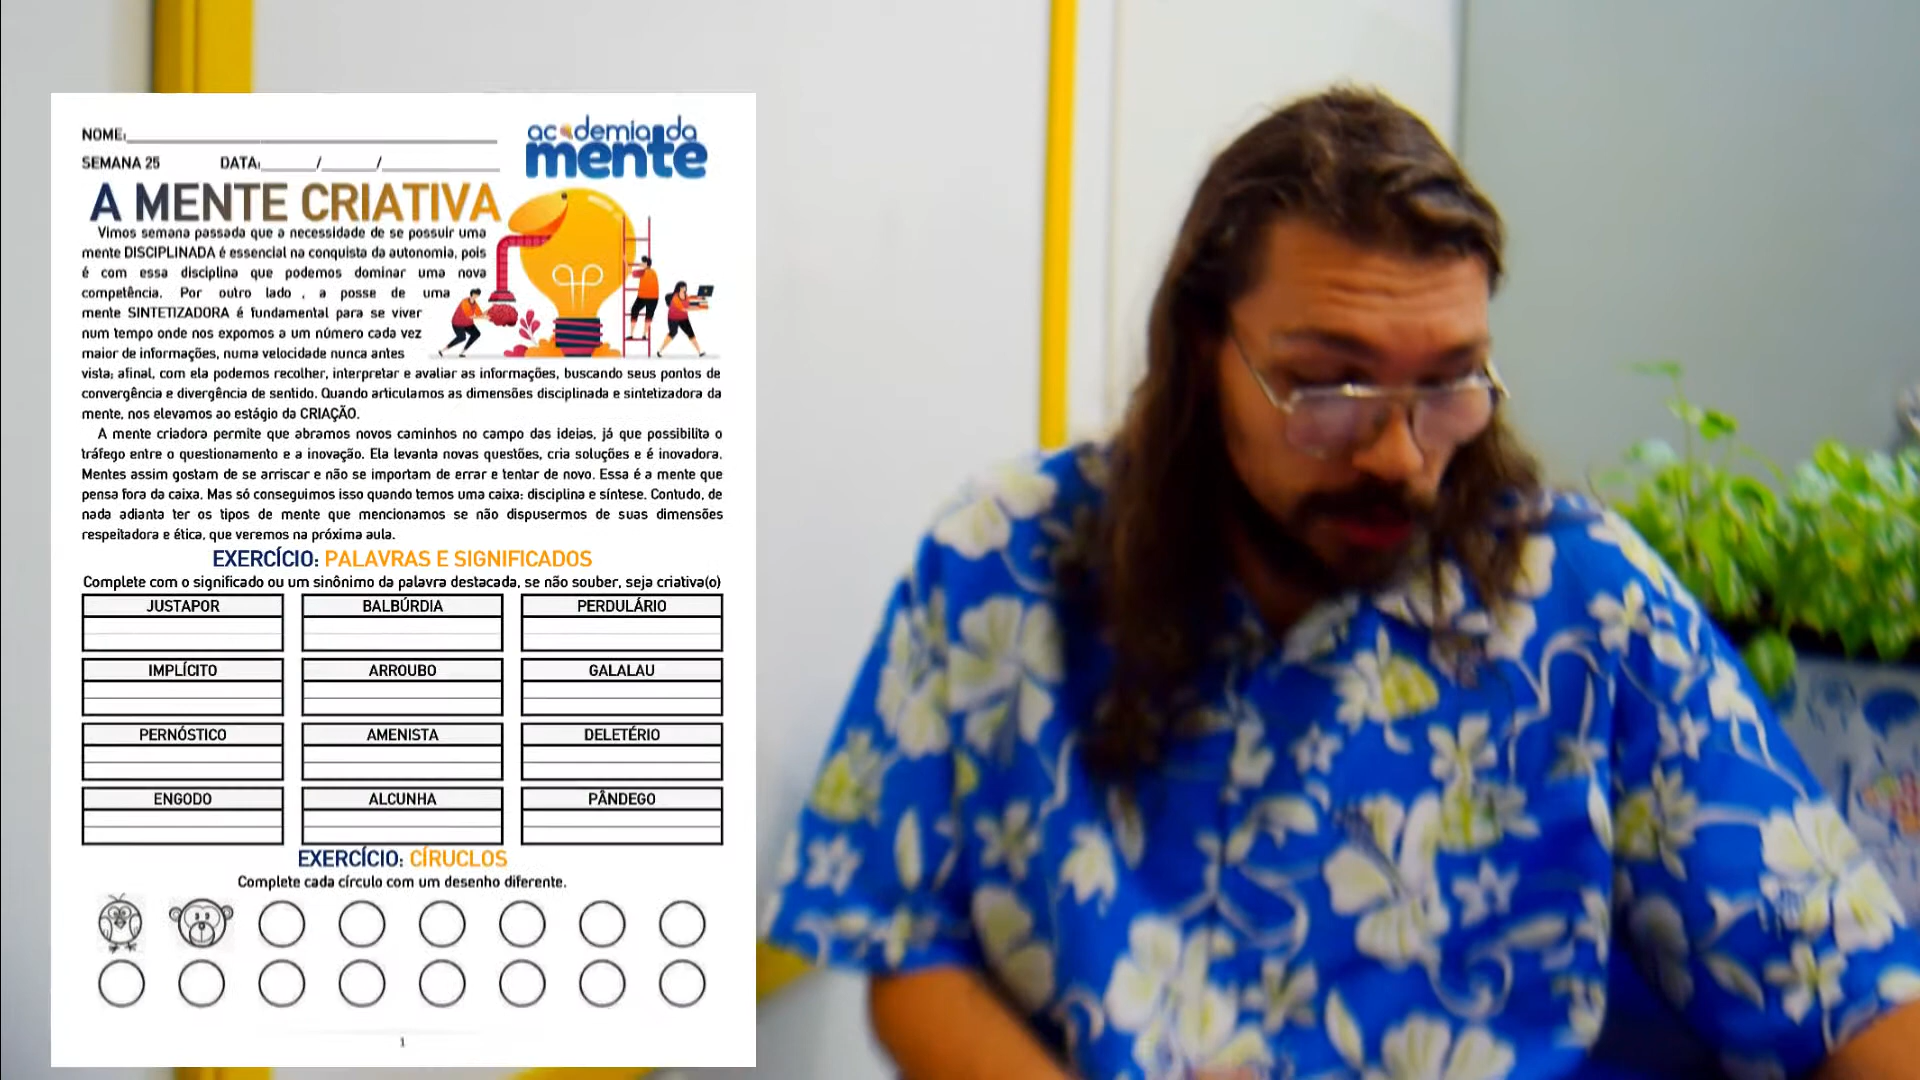 NOME:
academia da
mente
SEMANA 25 DATA: / /
A MENTE CRIATIVA
Vimos semana passada que a necessidade de se possuir uma
mente DISCIPLINADA é essencial na conquista da autonomia, pois
é com essa disciplina que podemos dominar uma nova
competência. Por outro lado , a posse de uma
mente SINTETIZADORA é fundamental para se viver
num tempo onde nos expomos a um número cada vez
maior de informações, numa velocidade nunca antes
vista; afinal, com ela podemos recolher, interpretar e avaliar as informações, buscando seus pontos de
convergência e divergência de sentido. Quando articulamos as dimensões disciplinada e sintetizadora da
mente, nos elevamos ao estágio da CRIAÇÃO.
A mente criadora permite que abramos novos caminhos no campo das ideias, já que possibilita o
tráfego entre o questionamento e a inovação. Ela levanta novas questões, cria soluções e é inovadora.
Mentes assim gostam de se arriscar e não se importam de errar e tentar de novo. Essa é a mente que
pensa fora da caixa. Mas só conseguimos isso quando temos uma caixa: disciplina e síntese. Contudo, de
nada adianta ter os tipos de mente que mencionamos se não dispusermos de suas dimensões
respeitadora e ética, que veremos na próxima aula.
EXERCÍCIO: PALAVRAS E SIGNIFICADOS
Complete com o significado ou um sinônimo da palavra destacada, se não souber, seja criativa(o)
JUSTAPOR BALBÚRDIA PERDULÁRIO
IMPLÍCITO ARROUBO GALALAU
PERNÓSTICO AMENISTA DELETÉRIO
ENGODO ALCUNHA PÂNDEGO
EXERCÍCIO: CÍRUCLOS
Complete cada círculo com um desenho diferente.
1